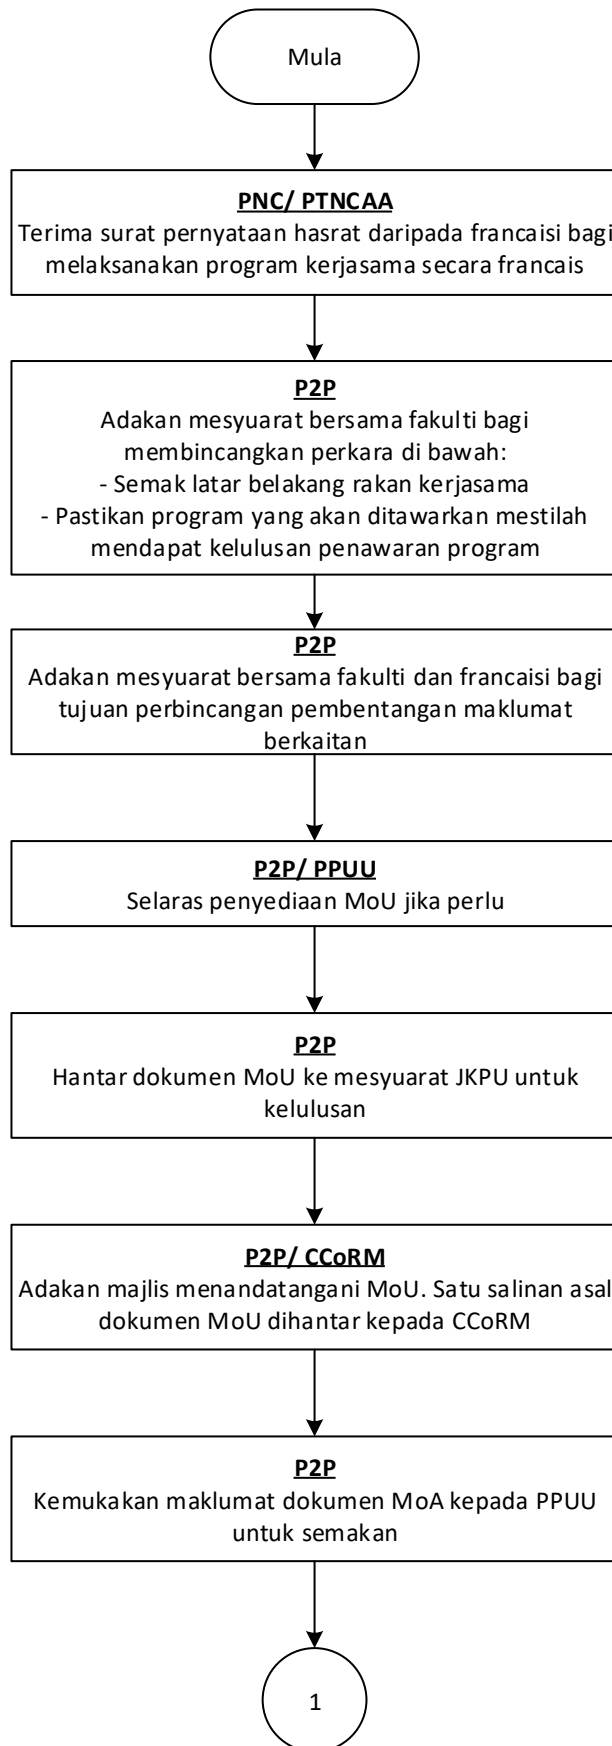 Mula
PNC/ PTNCAA
Terima surat pernyataan hasrat daripada francaisi bagi
melaksanakan program kerjasama secara francais
P2P
Adakan mesyuarat bersama fakulti bagi
membincangkan perkara di bawah:
- Semak latar belakang rakan kerjasama
- Pastikan program yang akan ditawarkan mestilah
mendapat kelulusan penawaran program
P2P
Adakan mesyuarat bersama fakulti dan francaisi bagi
tujuan perbincangan pembentangan maklumat
berkaitan
P2P/ PPUU
Selaras penyediaan MoU jika perlu
P2P
Hantar dokumen MoU ke mesyuarat JKPU untuk
kelulusan
P2P/ CCoRM
Adakan majlis menandatangani MoU. Satu salinan asal
dokumen MoU dihantar kepada CCoRM
P2P
Kemukakan maklumat dokumen MoA kepada PPUU
untuk semakan
1